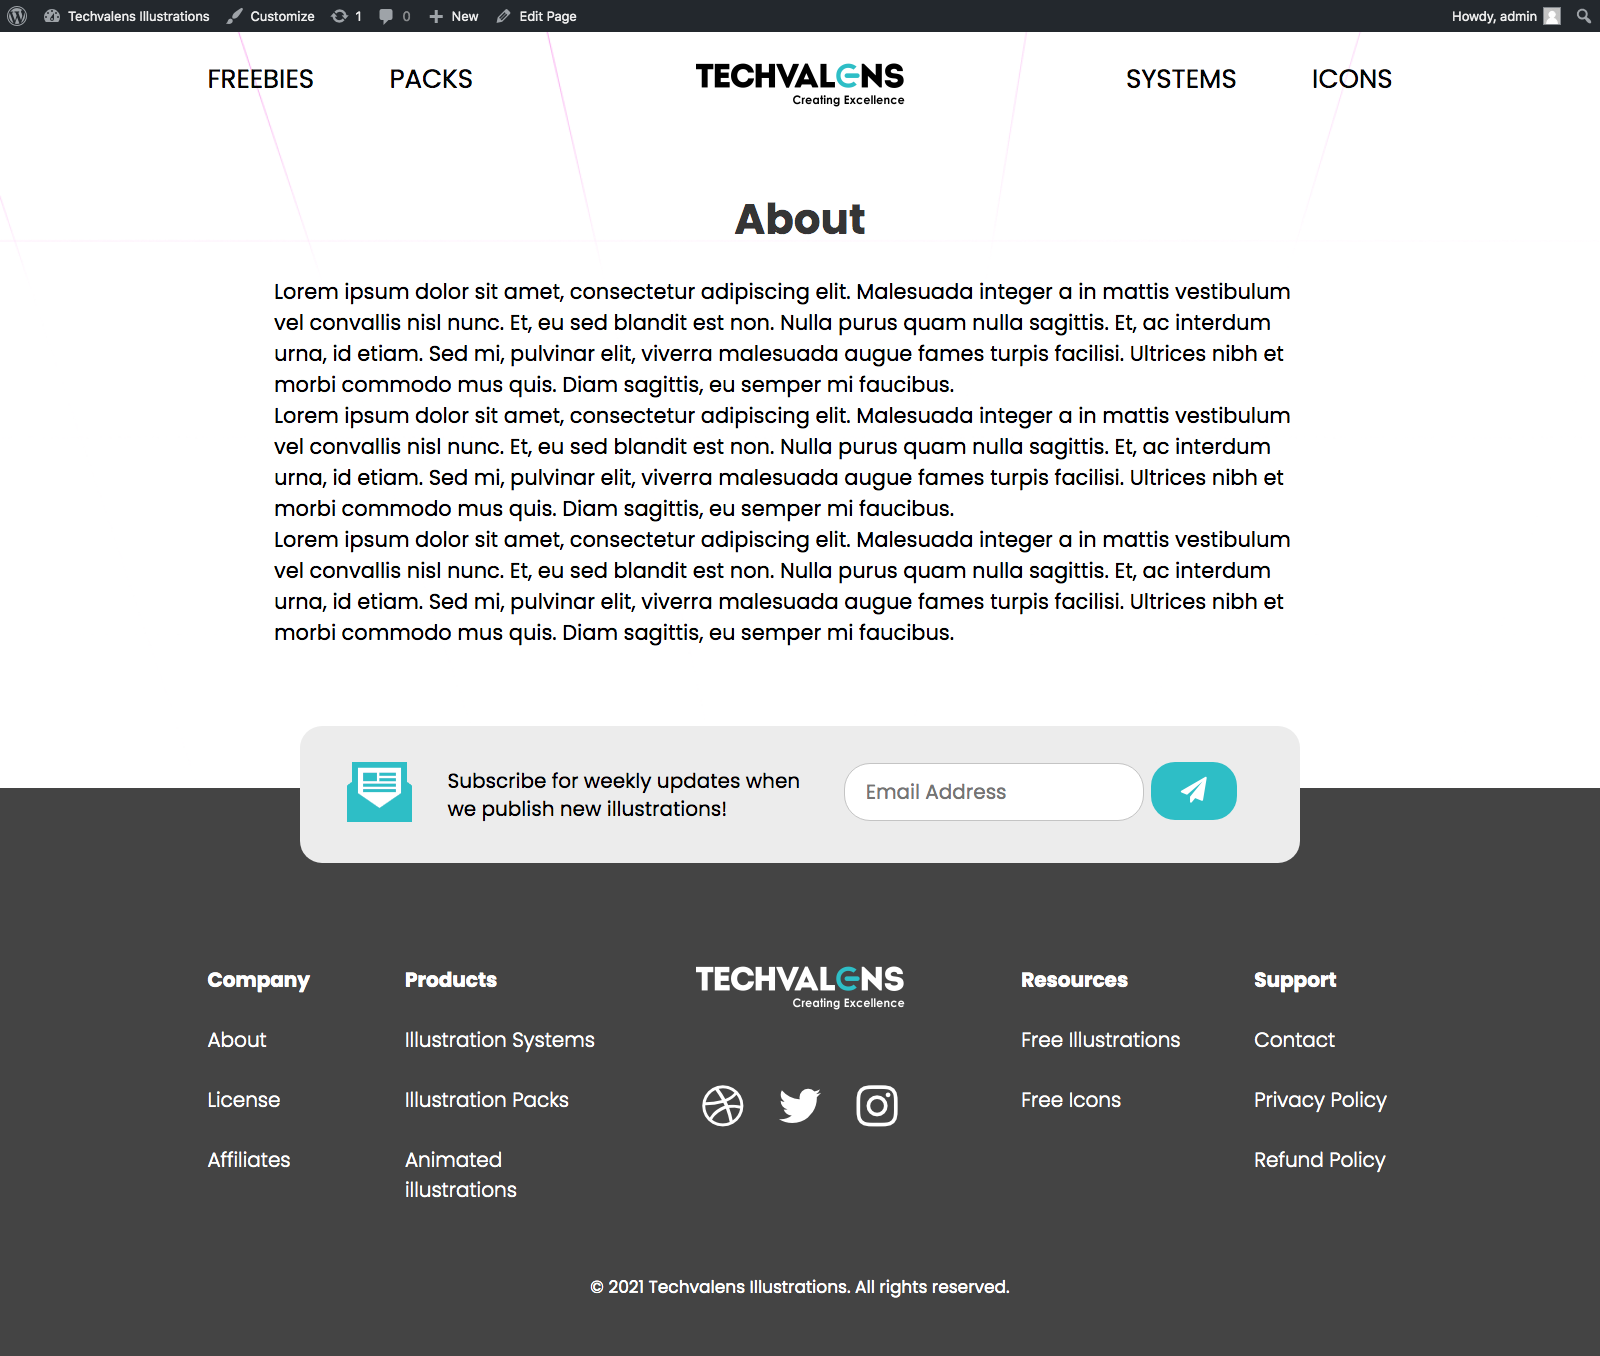 Techvalens Illustrations Customize 1 0 New Edit Page Howdy, admin
FREEBIES PACKS TECHVALENS SYSTEMS ICONS
Creating Excellence
About
Lorem ipsum dolor sit amet, consectetur adipiscing elit. Malesuada integer a in mattis vestibulum
vel convallis nisl nunc. Et, eu sed blandit est non. Nulla purus quam nulla sagittis. Et, ac interdum
urna, id etiam. Sed mi, pulvinar elit, viverra malesuada augue fames turpis facilisi. Ultrices nibh et
morbi commodo mus quis. Diam sagittis, eu semper mi faucibus.
Lorem ipsum dolor sit amet, consectetur adipiscing elit. Malesuada integer a in mattis vestibulum
vel convallis nisl nunc. Et, eu sed blandit est non. Nulla purus quam nulla sagittis. Et, ac interdum
urna, id etiam. Sed mi, pulvinar elit, viverra malesuada augue fames turpis facilisi. Ultrices nibh et
morbi commodo mus quis. Diam sagittis, eu semper mi faucibus.
Lorem ipsum dolor sit amet, consectetur adipiscing elit. Malesuada integer a in mattis vestibulum
vel convallis nisl nunc. Et, eu sed blandit est non. Nulla purus quam nulla sagittis. Et, ac interdum
urna, id etiam. Sed mi, pulvinar elit, viverra malesuada augue fames turpis facilisi. Ultrices nibh et
morbi commodo mus quis. Diam sagittis, eu semper mi faucibus.
Subscribe for weekly updates when
we publish new illustrations!
Email Address
Company
About
License
Affiliates
Products
Illustration Systems
Illustration Packs
Animated
illustrations
TECHVALENS
Creating Excellence
Resources
Free Illustrations
Free Icons
Support
Contact
Privacy Policy
Refund Policy
© 2021 Techvalens Illustrations. All rights reserved.